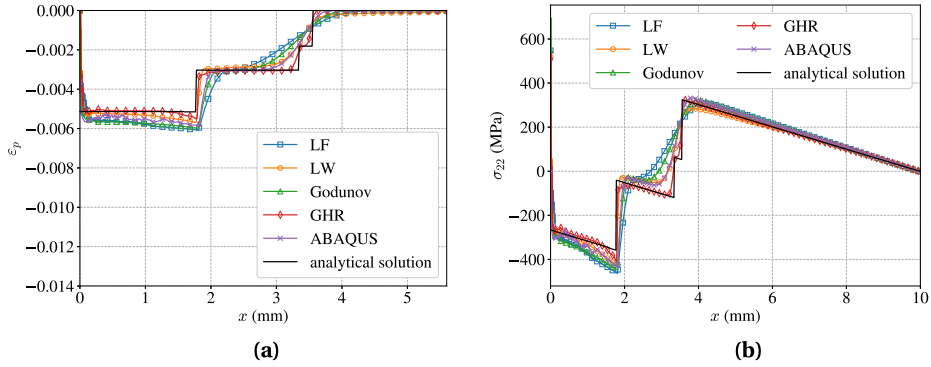 0.000
−0.002
−0.004
−0.006
−0.008
−0.010
−0.012
−0.014
εp
0 1 2 3 4 5
x (mm)
LF
LW
Godunov
GHR
ABAQUS
analytical solution
(a)
600
400
200
0
−200
−400
σ22 (MPa)
0 2 4 6 8 10
x (mm)
LF
LW
Godunov
GHR
ABAQUS
analytical solution
(b)